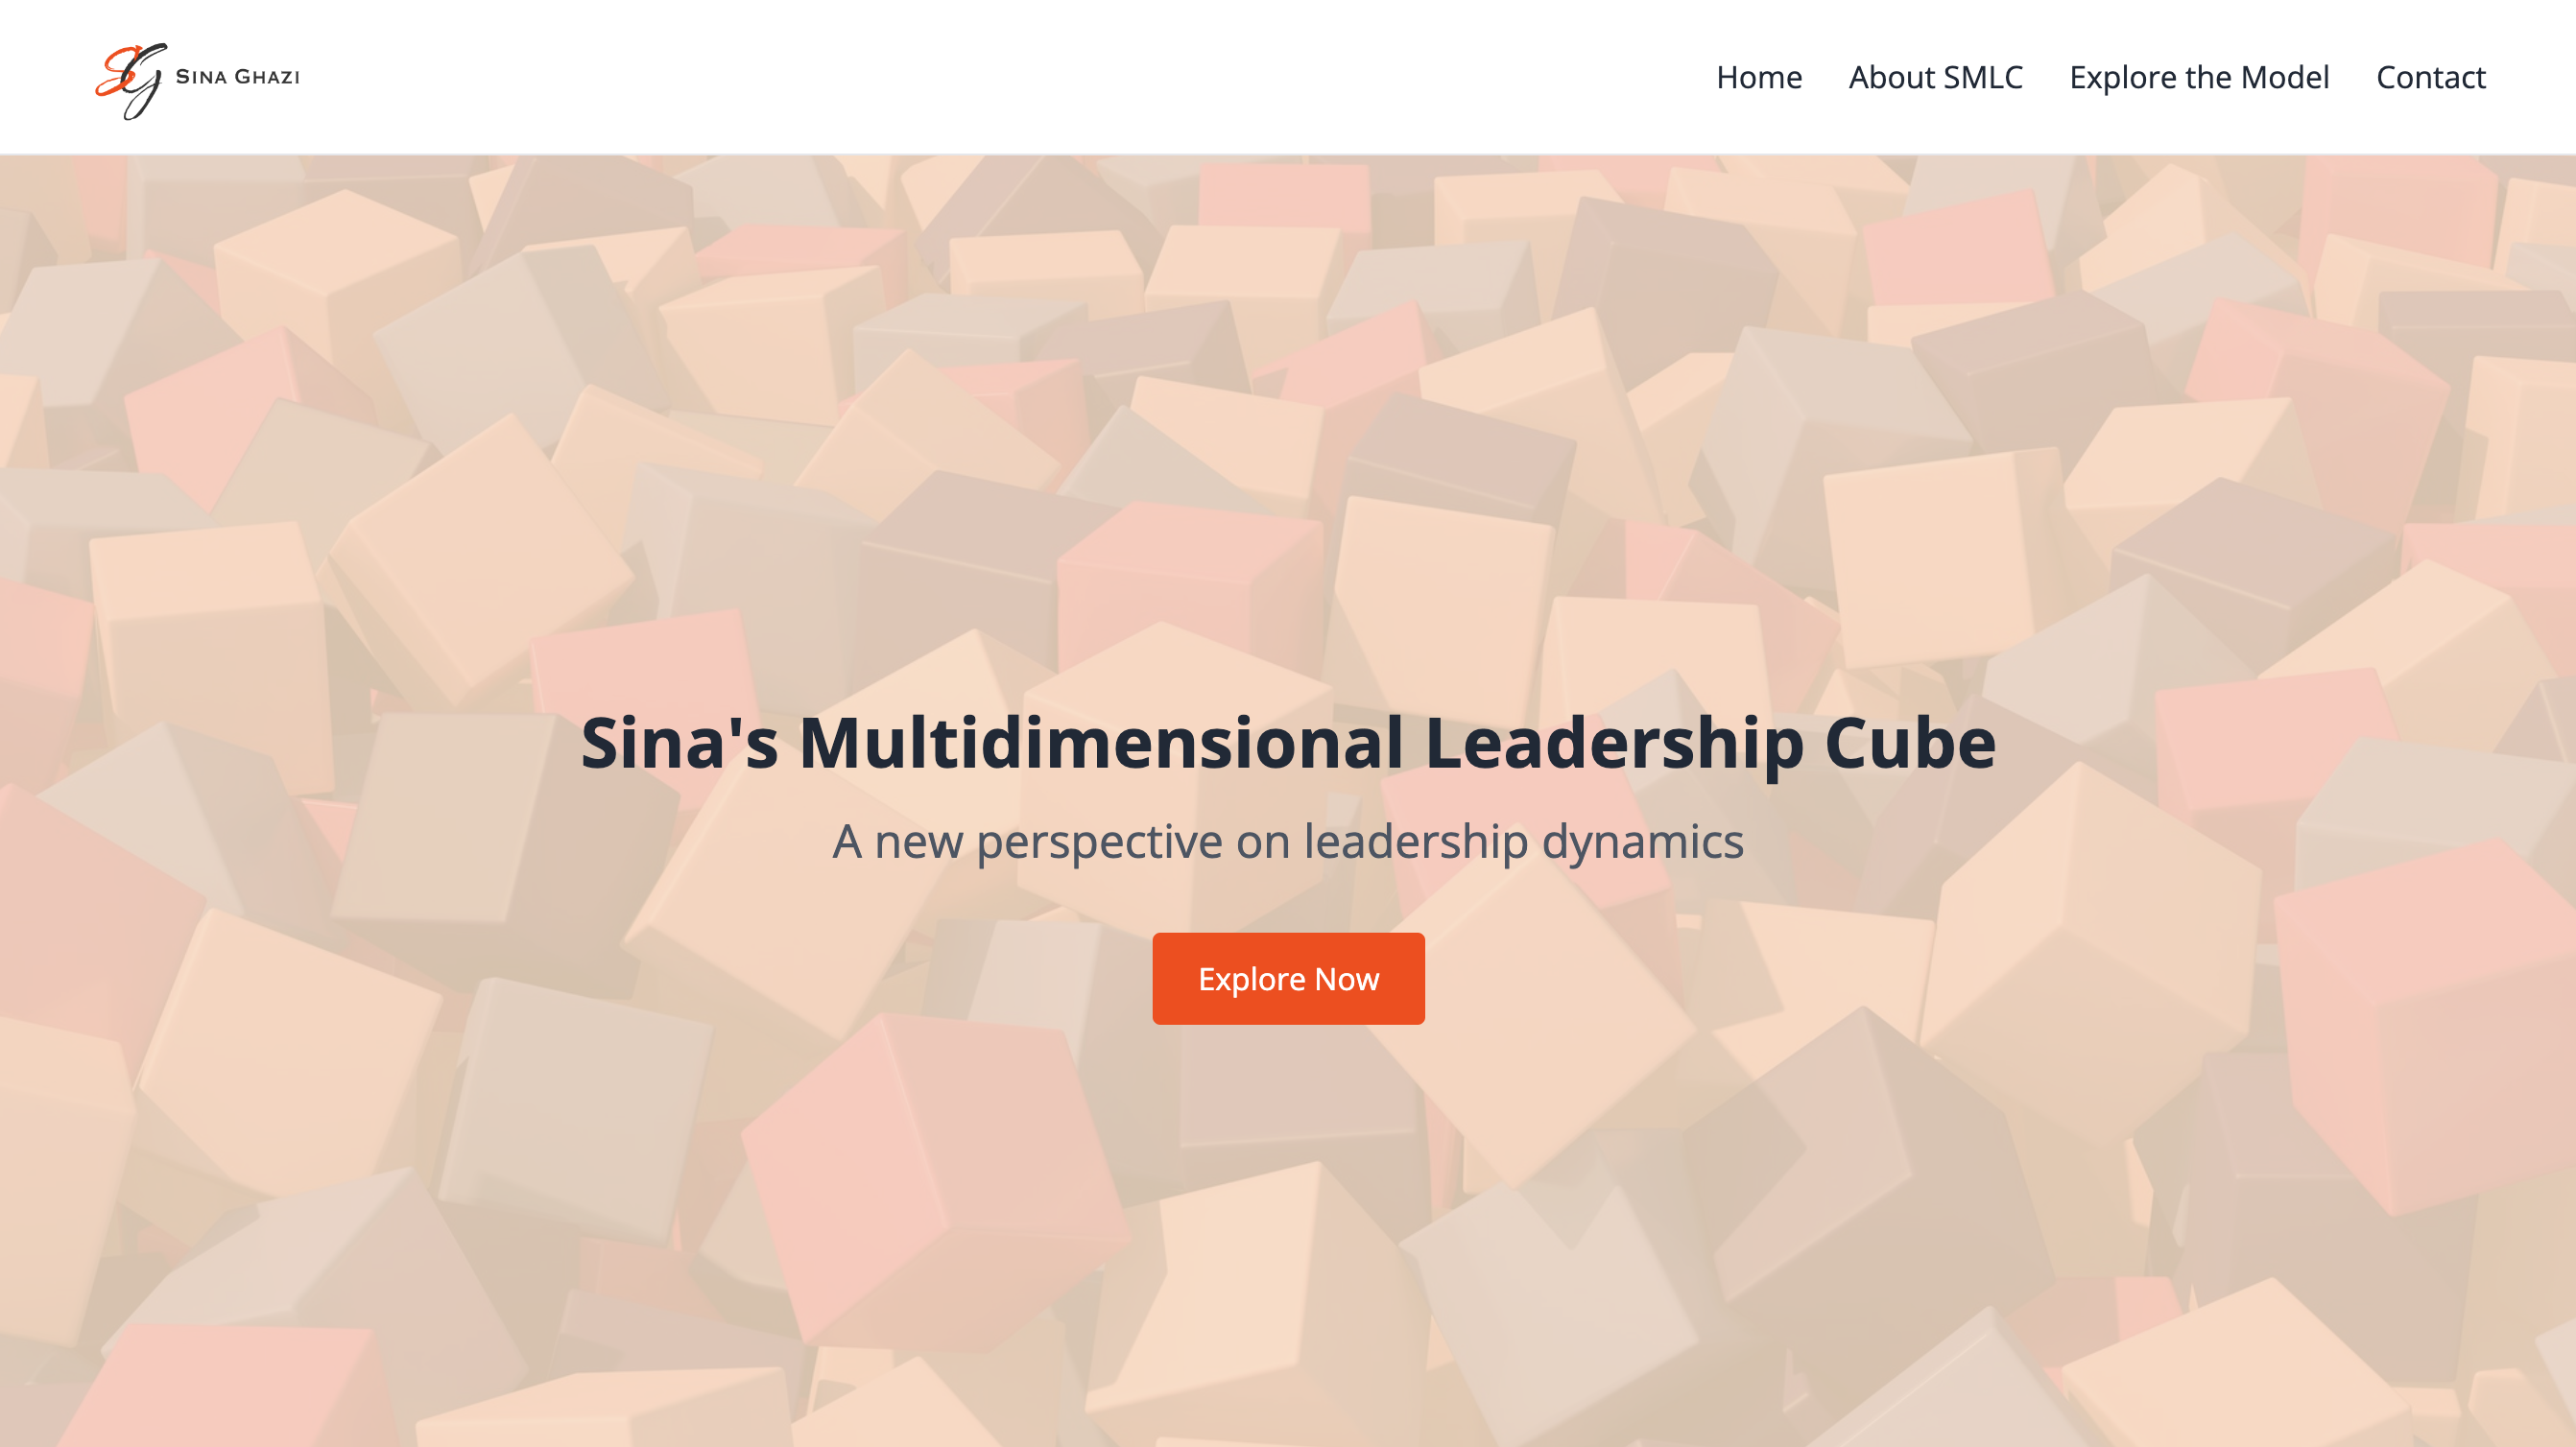 SINA GHAZI
Home About SMLC Explore the Model Contact
Sina's Multidimensional Leadership Cube
A new perspective on leadership dynamics
Explore Now